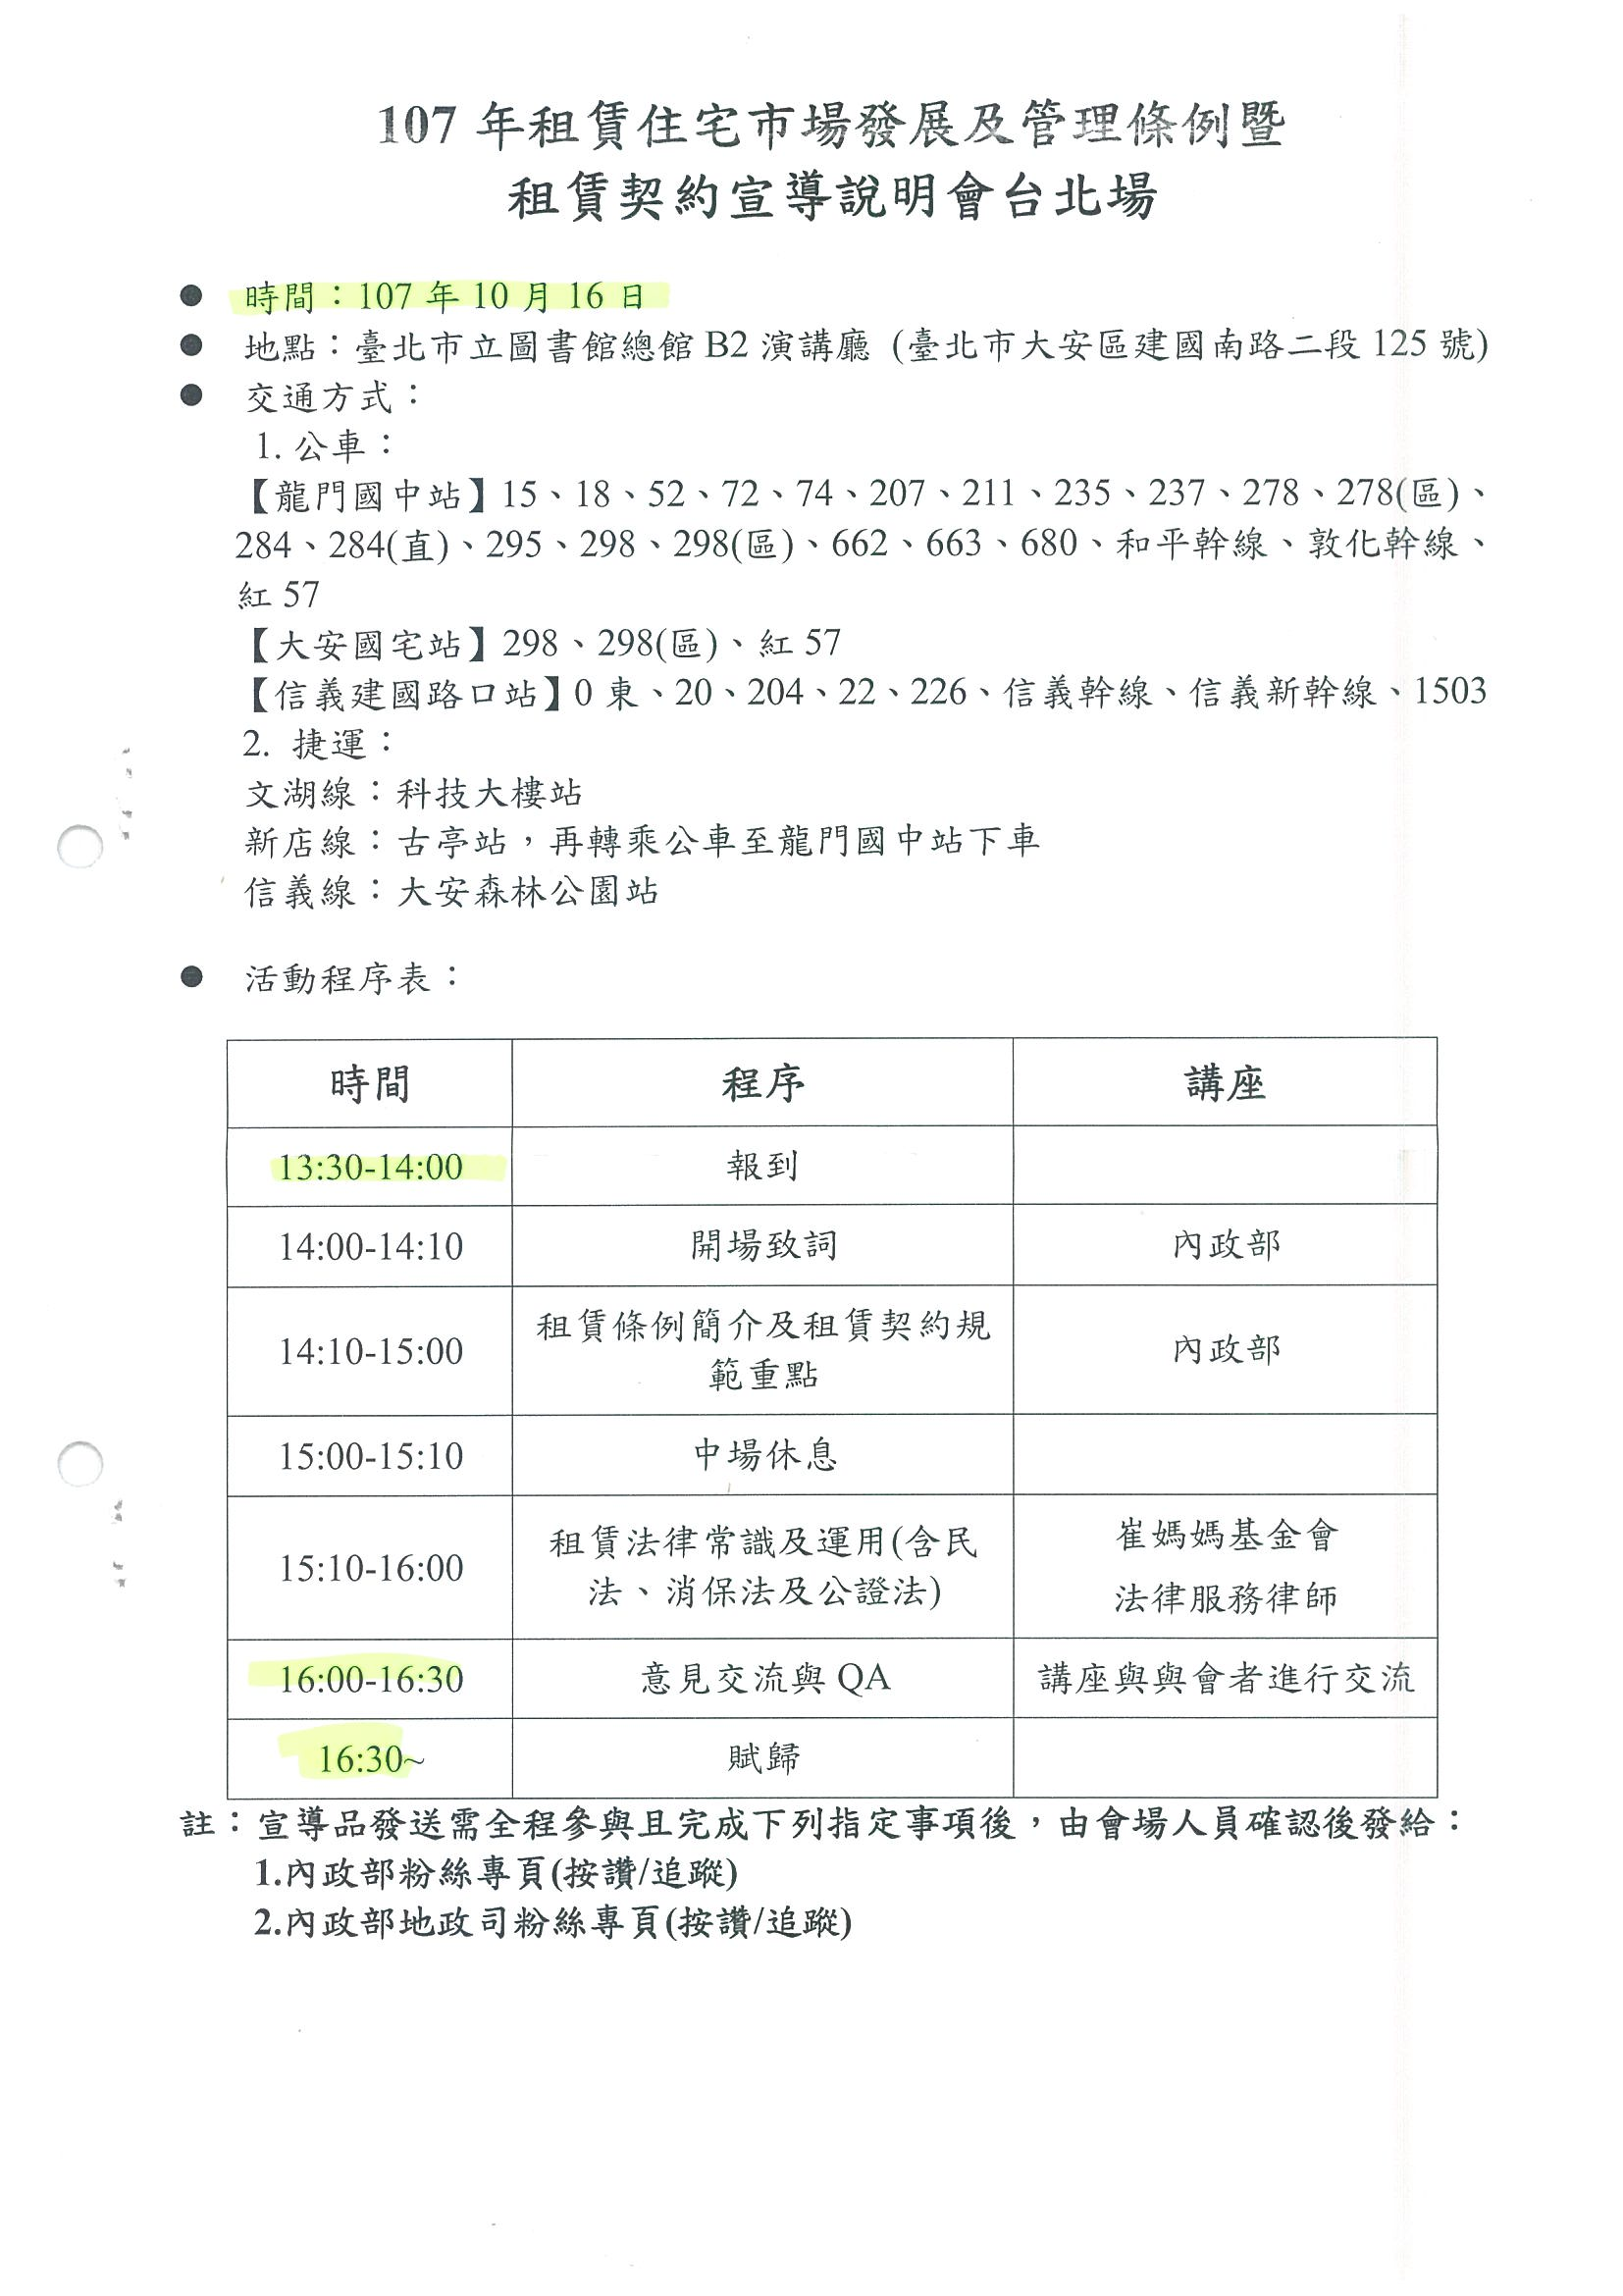 107 年租賃住宅市場發展及管理條例暨
租賃契約宣導說明會台北場
● 時間：107 年 10 月 16 日
● 地點：臺北市立圖書館總館 B2 演講廳 (臺北市大安區建國南路二段 125 號)
● 交通方式：
1. 公車：
【龍門國中站】15、18、52、72、74、207、211、235、237、278、278(區)、
284、284(直)、295、298、298(區)、662、663、680、和平幹線、敦化幹線、
紅 57
【大安國宅站】298、298(區)、紅 57
【信義建國路口站】0 東、20、204、22、226、信義幹線、信義新幹線、1503
2. 捷運：
文湖線：科技大樓站
新店線：古亭站，再轉乘公車至龍門國中站下車
信義線：大安森林公園站
● 活動程序表：
時間 程序 講座
13:30-14:00 報到
14:00-14:10 開場致詞 內政部
14:10-15:00 租賃條例簡介及租賃契約規
範重點 內政部
15:00-15:10 中場休息
15:10-16:00 租賃法律常識及運用(含民
法、消保法及公證法) 崔媽媽基金會
法律服務律師
16:00-16:30 意見交流與 QA 講座與與會者進行交流
16:30~ 賦歸
註：宣導品發送需全程參與且完成下列指定事項後，由會場人員確認後發給：
1.內政部粉絲專頁(按讚/追蹤)
2.內政部地政司粉絲專頁(按讚/追蹤)